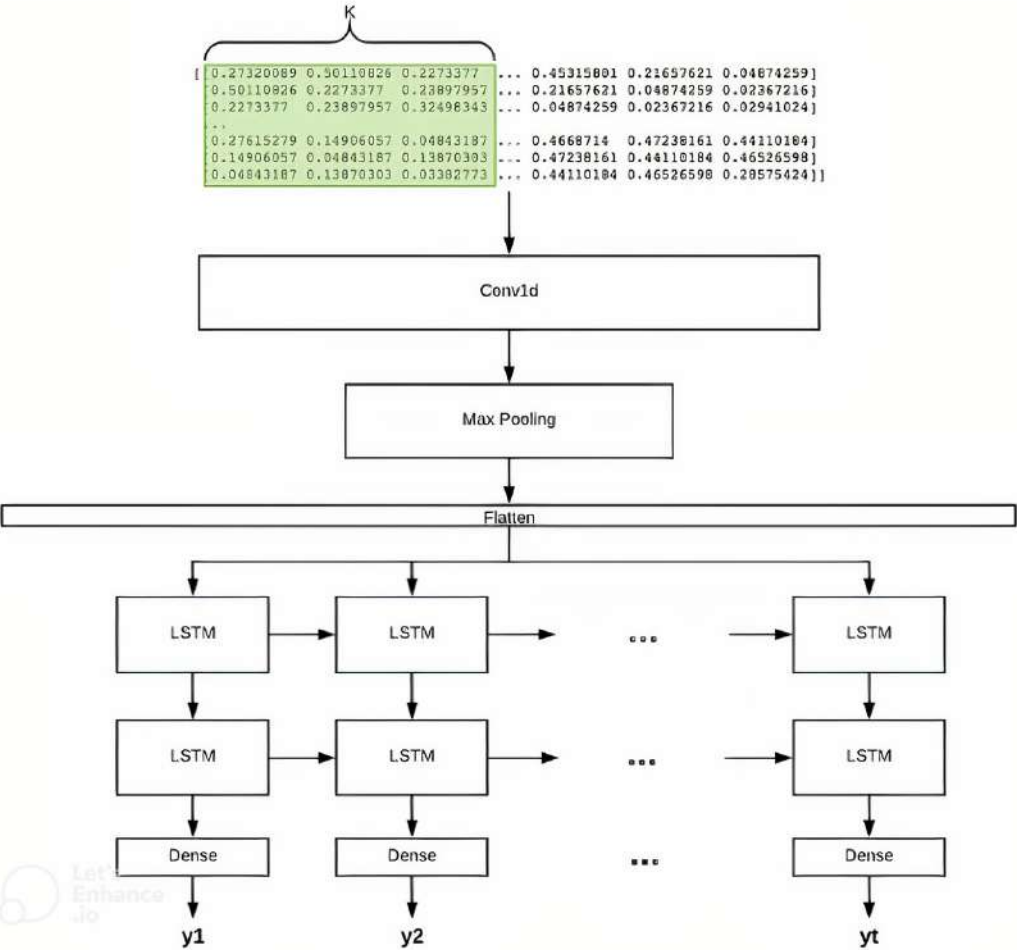 K
[ 0.27320089 0.50110826 0.2273377 ... 0.45315801 0.21657621 0.04874259]
[0.50110826 0.2273377 0.23897957 ... 0.21657621 0.04874259 0.02367216]
[0.2273377 0.23897957 0.32498343 ... 0.04874259 0.02367216 0.02941024]
...
[0.27615279 0.14906057 0.04843187 ... 0.4668714 0.47238161 0.44110184]
[0.14906057 0.04843187 0.13870303 ... 0.47238161 0.44110184 0.46526598]
[0.04843187 0.13870303 0.03382773 ... 0.44110184 0.46526598 0.28575424]]
Conv1d
Max Pooling
Flatten
LSTM LSTM ... LSTM
LSTM LSTM ... LSTM
Dense Dense ... Dense
Let's
Enhance
.io
y1 y2 yt